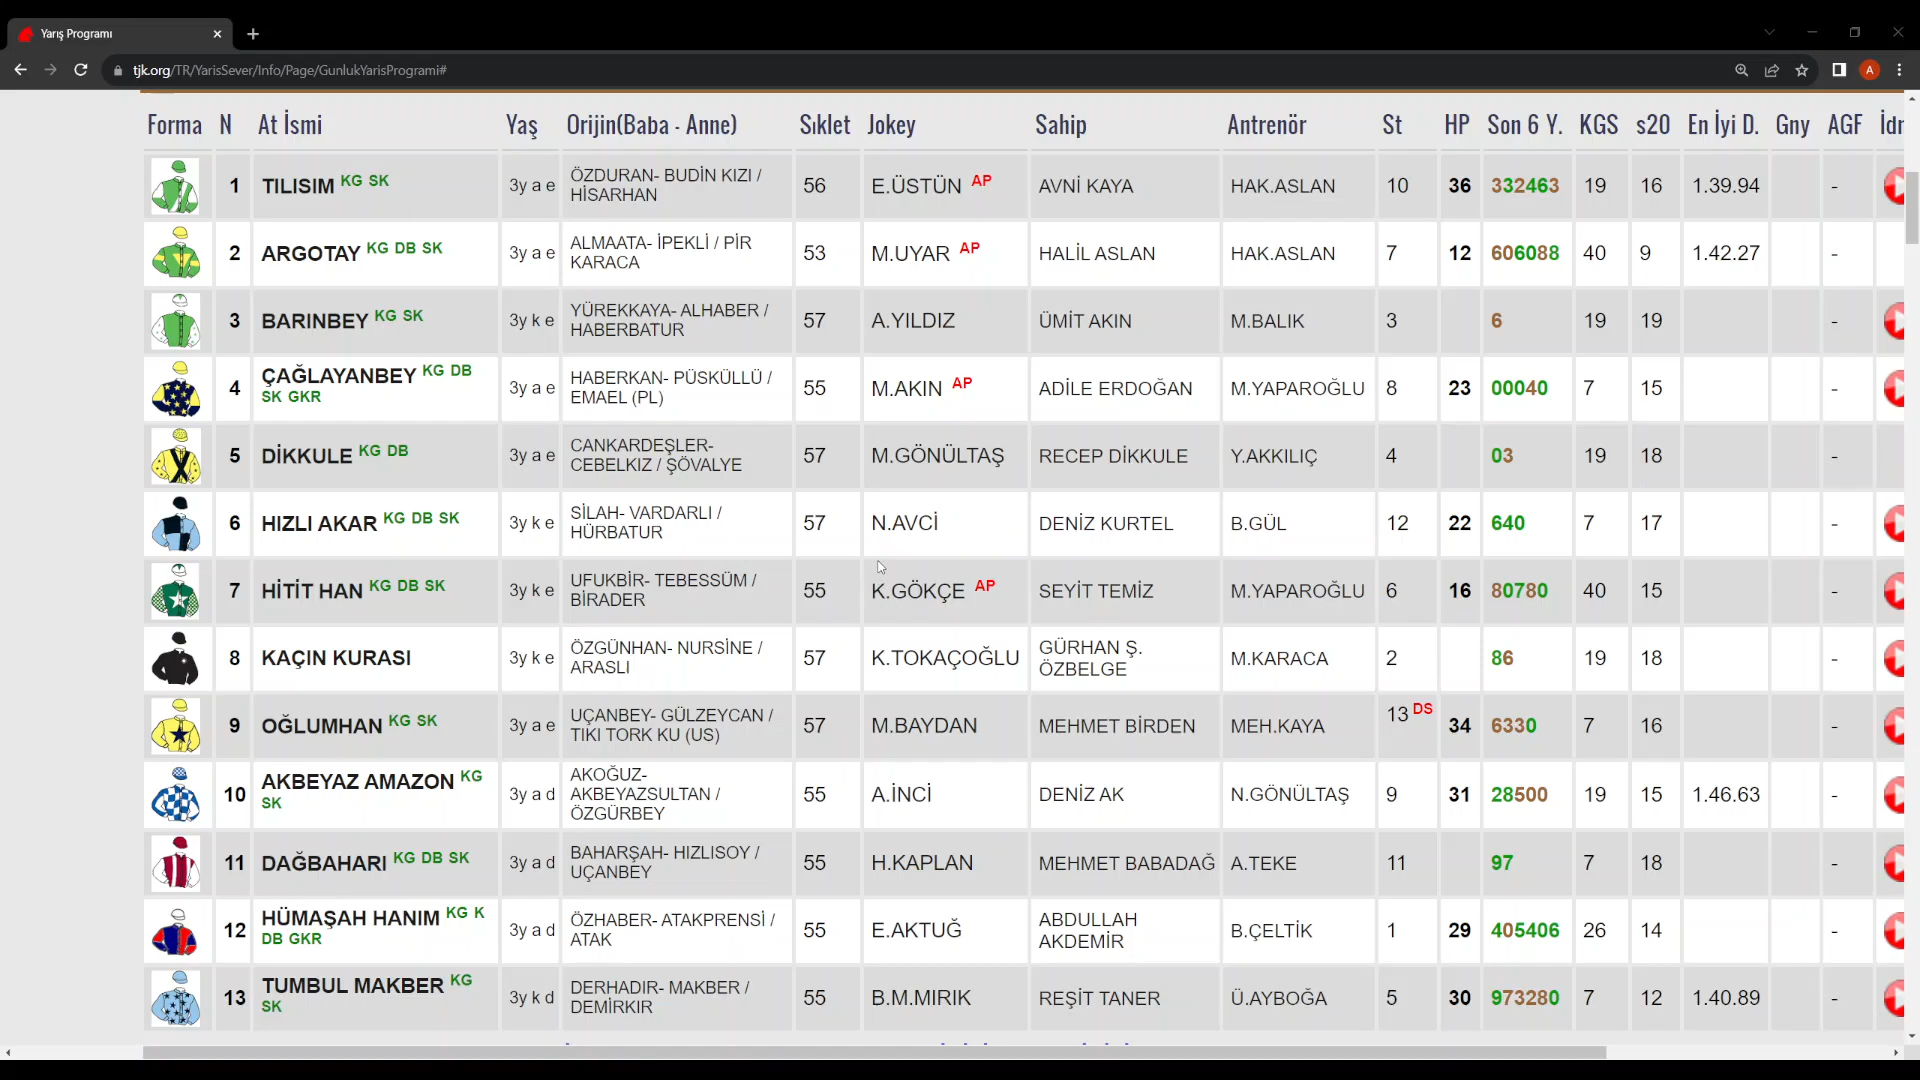 Yarış Programı
tjk.org/TR/YarisSever/Info/Page/GunlukYarisProgrami#
A
Forma N At İsmi Yaş Orijin(Baba - Anne) Sıklet Jokey Sahip Antrenör St HP Son 6 Y. KGS s20 En İyi D. Gny AGF İdr
1 TILISIM KG SK 3y a e ÖZDURAN- BUDİN KIZI / HİSARHAN 56 E.ÜSTÜN AP AVNİ KAYA HAK.ASLAN 10 36 332463 19 16 1.39.94 -
2 ARGOTAY KG DB SK 3y a e ALMAATA- İPEKLİ / PİR KARACA 53 M.UYAR AP HALİL ASLAN HAK.ASLAN 7 12 606088 40 9 1.42.27 -
3 BARINBEY KG SK 3y k e YÜREKKAYA- ALHABER / HABERBATUR 57 A.YILDIZ ÜMİT AKIN M.BALIK 3 6 19 19 -
4 ÇAĞLAYANBEY KG DB SK GKR 3y a e HABERKAN- PÜSKÜLLÜ / EMAEL (PL) 55 M.AKIN AP ADİLE ERDOĞAN M.YAPAROĞLU 8 23 00040 7 15 -
5 DİKKULE KG DB 3y a e CANKARDEŞLER- CEBELKIZ / ŞÖVALYE 57 M.GÖNÜLTAŞ RECEP DİKKULE Y.AKKILIÇ 4 03 19 18 -
6 HIZLI AKAR KG DB SK 3y k e SİLAH- VARDARLI / HÜRBATUR 57 N.AVCİ DENİZ KURTEL B.GÜL 12 22 640 7 17 -
7 HİTİT HAN KG DB SK 3y k e UFUKBİR- TEBESSÜM / BİRADER 55 K.GÖKÇE AP SEYİT TEMİZ M.YAPAROĞLU 6 16 80780 40 15 -
8 KAÇIN KURASI 3y k e ÖZGÜNHAN- NURSİNE / ARASLI 57 K.TOKAÇOĞLU GÜRHAN Ş. ÖZBELGE M.KARACA 2 86 19 18 -
9 OĞLUMHAN KG SK 3y a e UÇANBEY- GÜLZEYCAN / TIKI TORK KU (US) 57 M.BAYDAN MEHMET BİRDEN MEH.KAYA 13 DS 34 6330 7 16 -
10 AKBEYAZ AMAZON KG SK 3y a d AKOĞUZ- AKBEYAZSULTAN / ÖZGÜRBEY 55 A.İNCİ DENİZ AK N.GÖNÜLTAŞ 9 31 28500 19 15 1.46.63 -
11 DAĞBAHARI KG DB SK 3y a d BAHARŞAH- HIZLISOY / UÇANBEY 55 H.KAPLAN MEHMET BABADAĞ A.TEKE 11 97 7 18 -
12 HÜMAŞAH HANIM KG K DB GKR 3y a d ÖZHABER- ATAKPRENSİ / ATAK 55 E.AKTUĞ ABDULLAH AKDEMİR B.ÇELTİK 1 29 405406 26 14 -
13 TUMBUL MAKBER KG SK 3y k d DERHADIR- MAKBER / DEMİRKIR 55 B.M.MIRIK REŞİT TANER Ü.AYBOĞA 5 30 973280 7 12 1.40.89 -